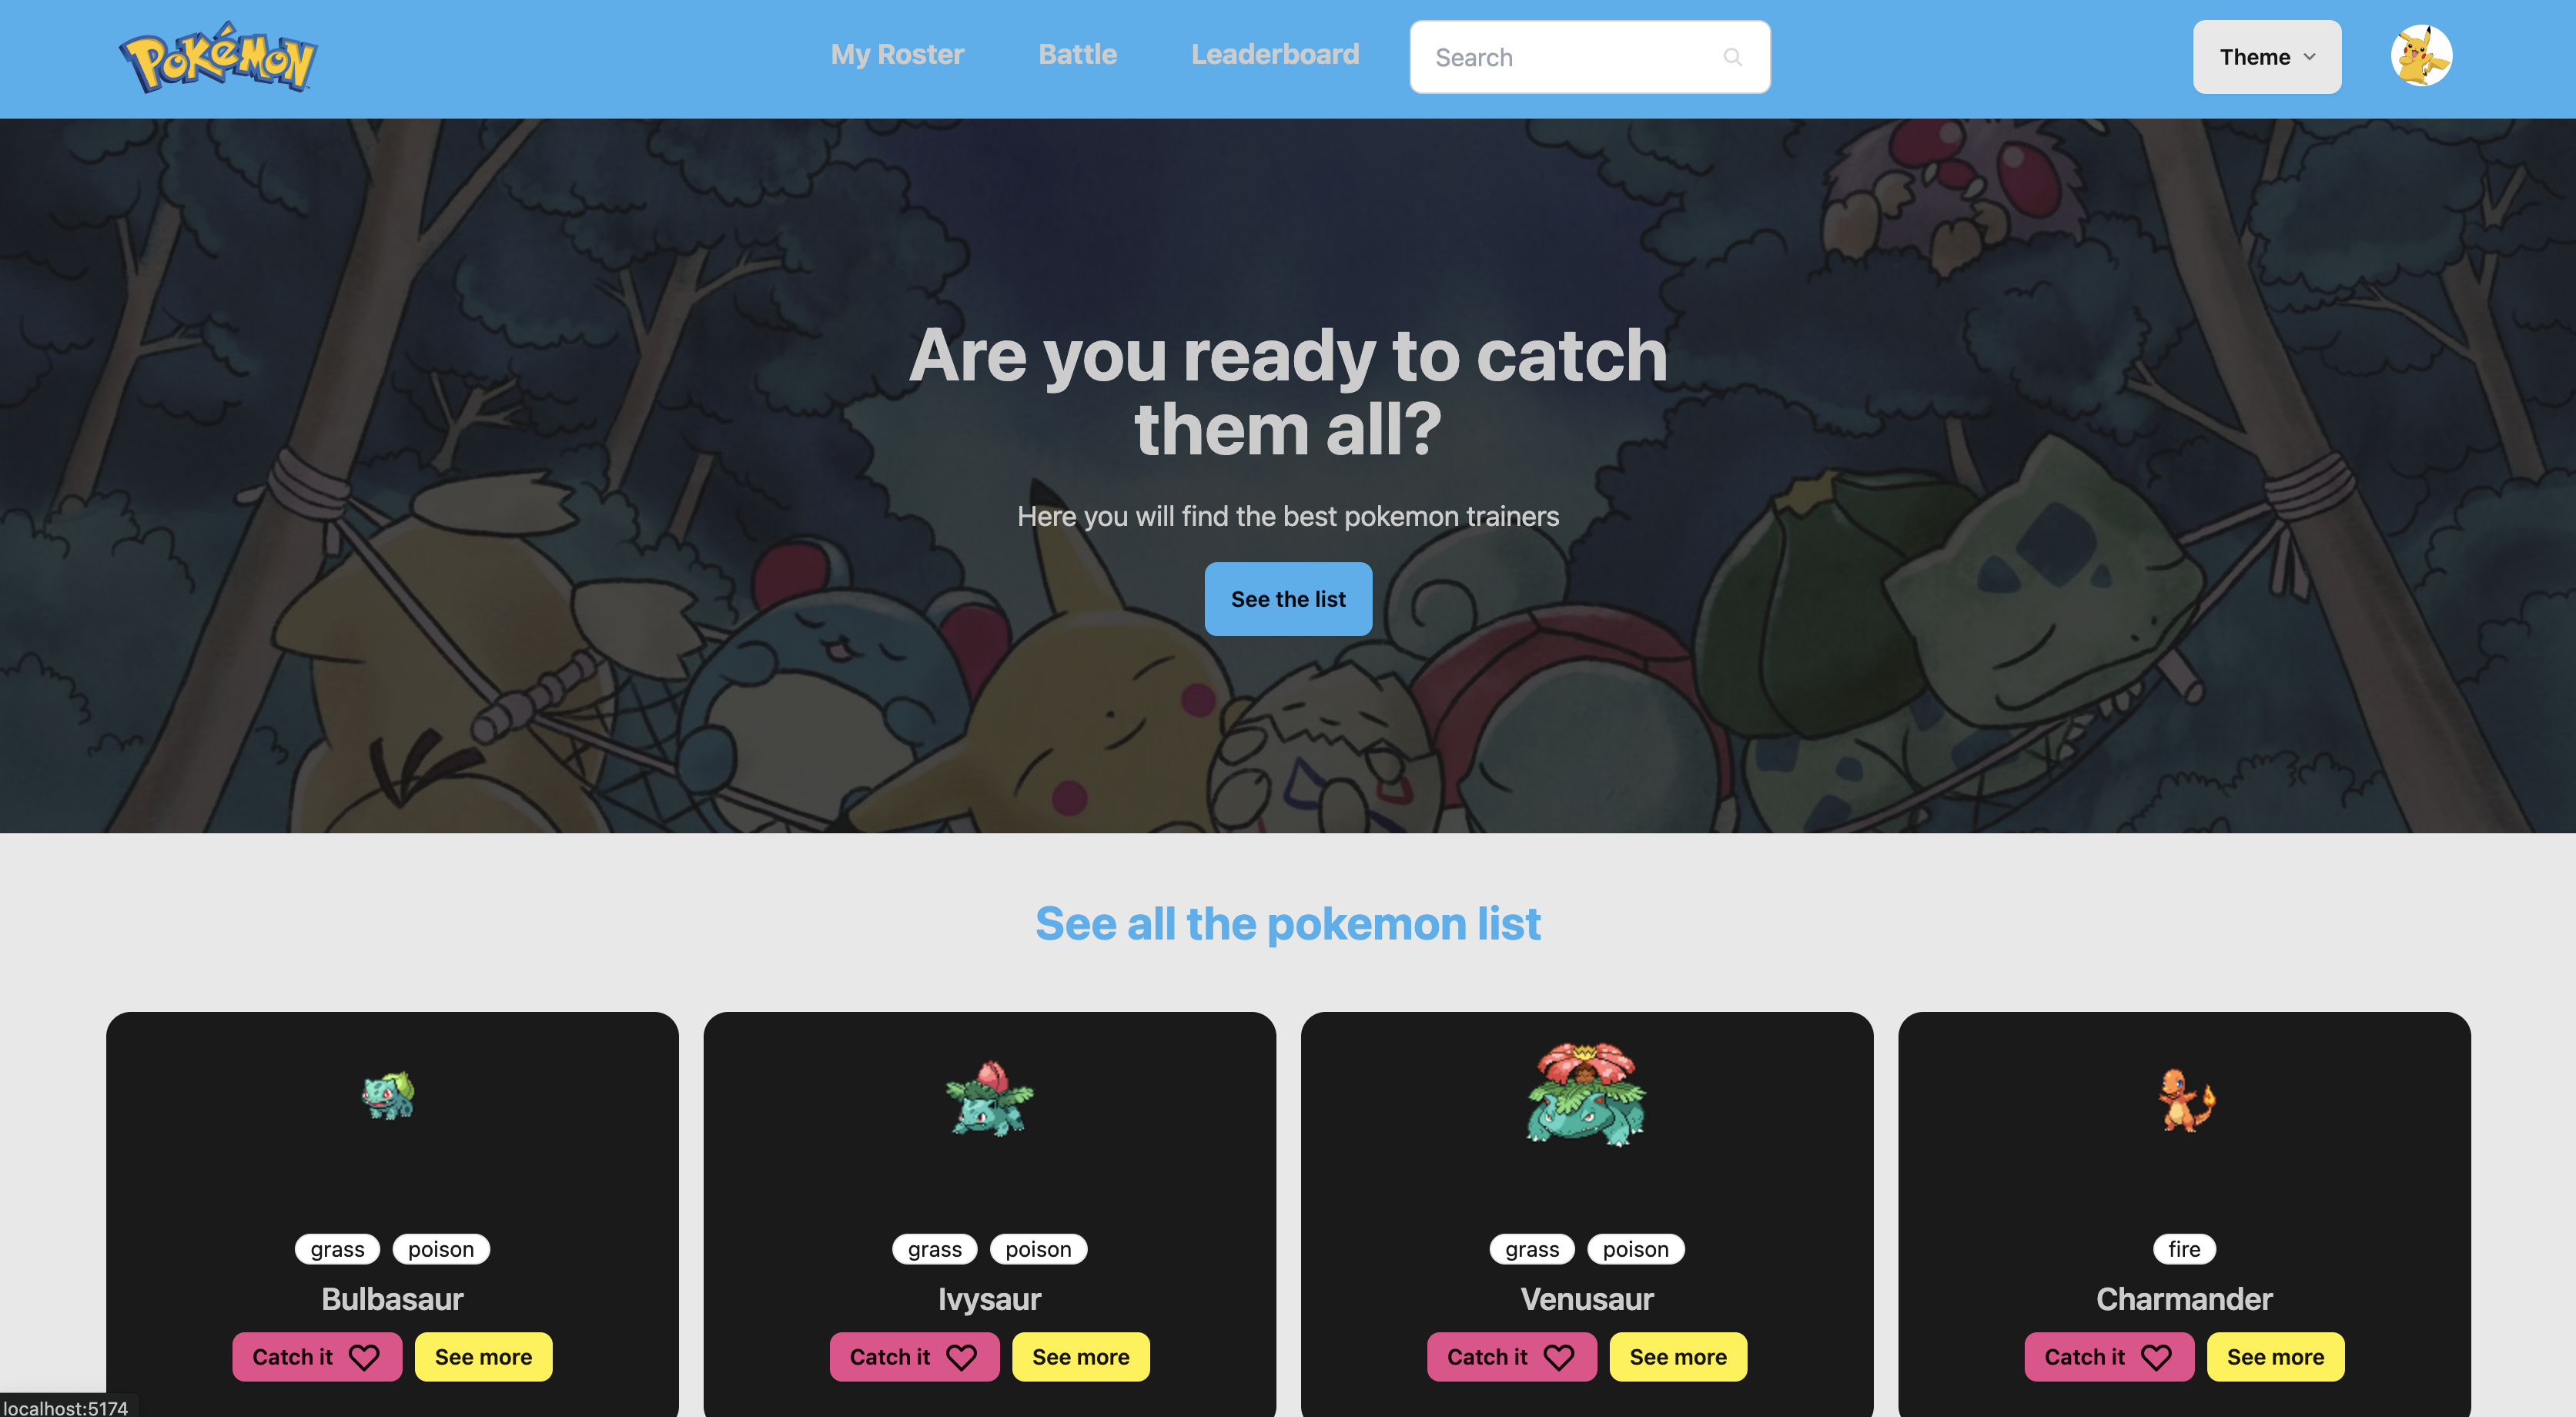 POKéMON
My Roster
Battle
Leaderboard
Search
Theme
Are you ready to catch
them all?
Here you will find the best pokemon trainers
See the list
See all the pokemon list
grass poison
Bulbasaur
Catch it See more
grass poison
Ivysaur
Catch it See more
grass poison
Venusaur
Catch it See more
fire
Charmander
Catch it See more
localhost:5174